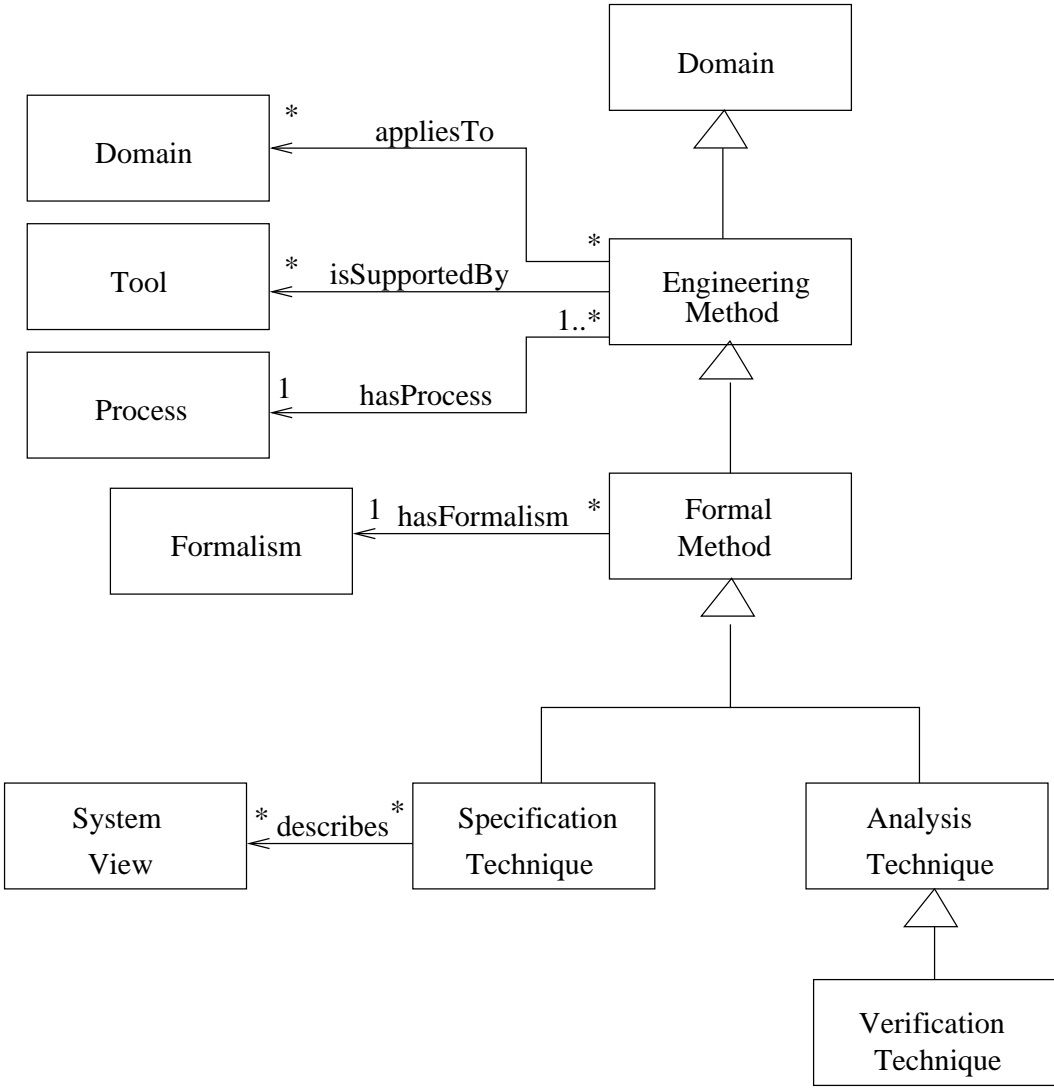 Domain
*
appliesTo
Domain
*
*
isSupportedBy
Tool
Engineering
Method
1..*
1
hasProcess
Process
1
hasFormalism
*
Formal
Method
Formalism
System
View
*
describes
*
Specification
Technique
Analysis
Technique
Verification
Technique